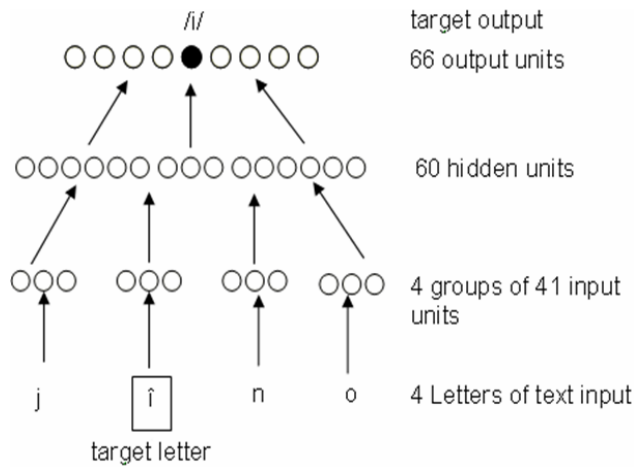 /i/ target output
66 output units
60 hidden units
4 groups of 41 input
units
j î n o 4 Letters of text input
target letter